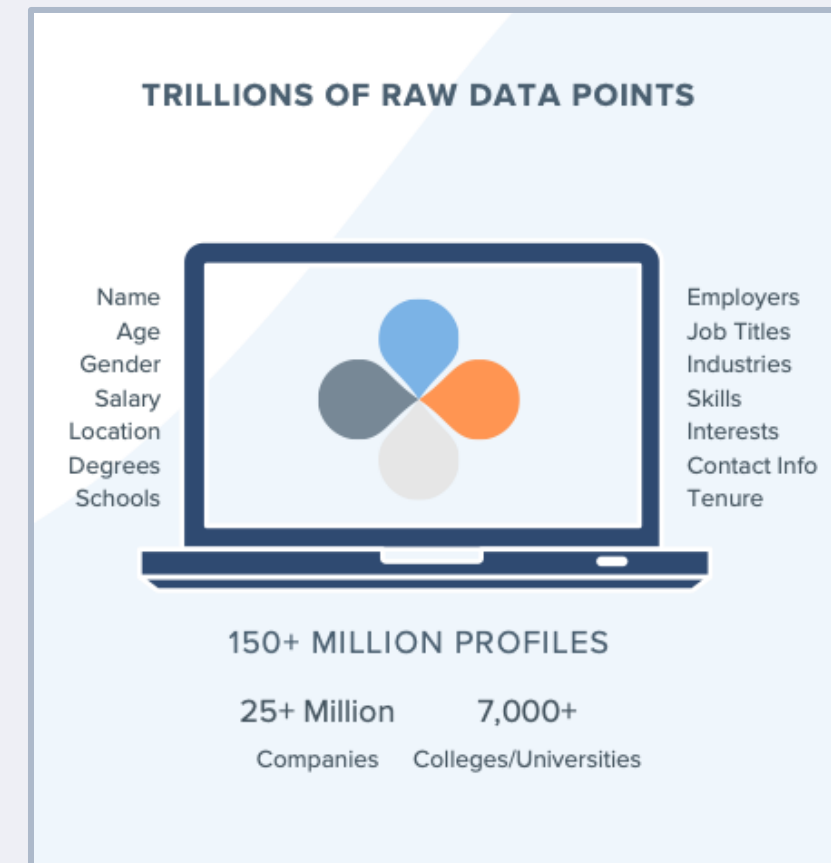 TRILLIONS OF RAW DATA POINTS
Name
Age
Gender
Salary
Location
Degrees
Schools
Employers
Job Titles
Industries
Skills
Interests
Contact Info
Tenure
150+ MILLION PROFILES
25+ Million
Companies
7,000+
Colleges/Universities